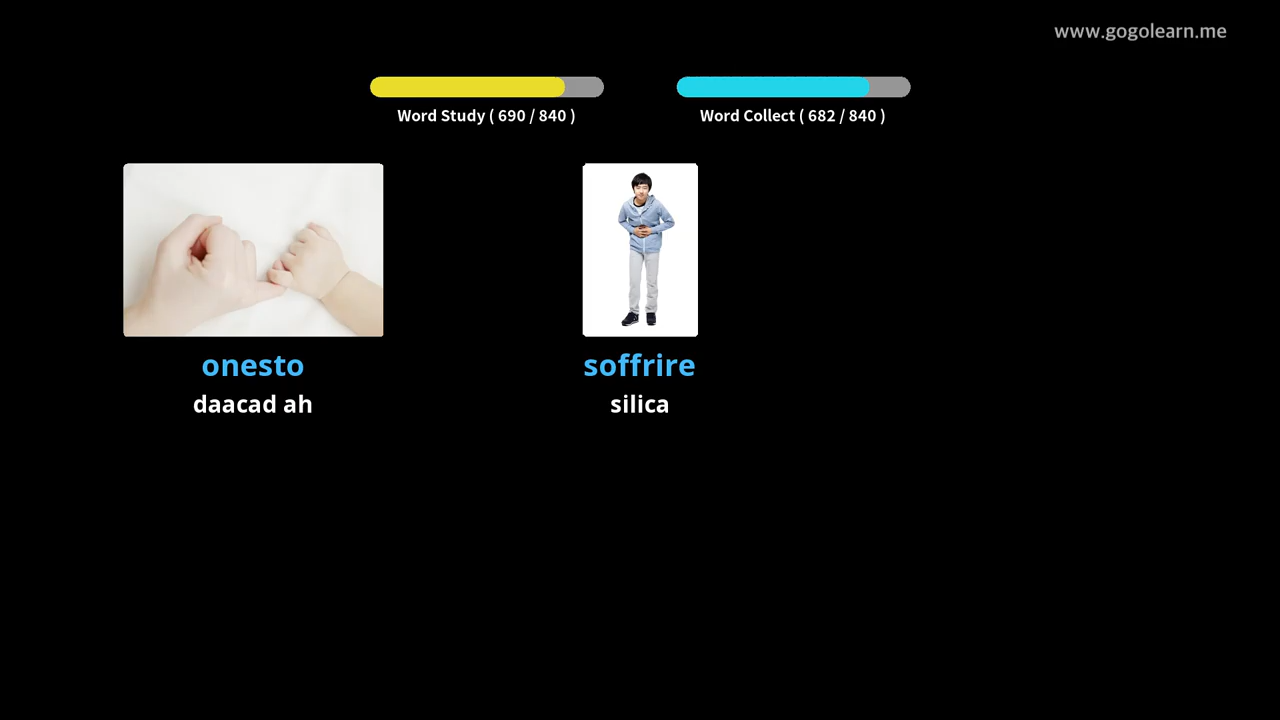 www.gogolearn.me
Word Study ( 690 / 840 )
Word Collect ( 682 / 840 )
onesto
daacad ah
soffrire
silica